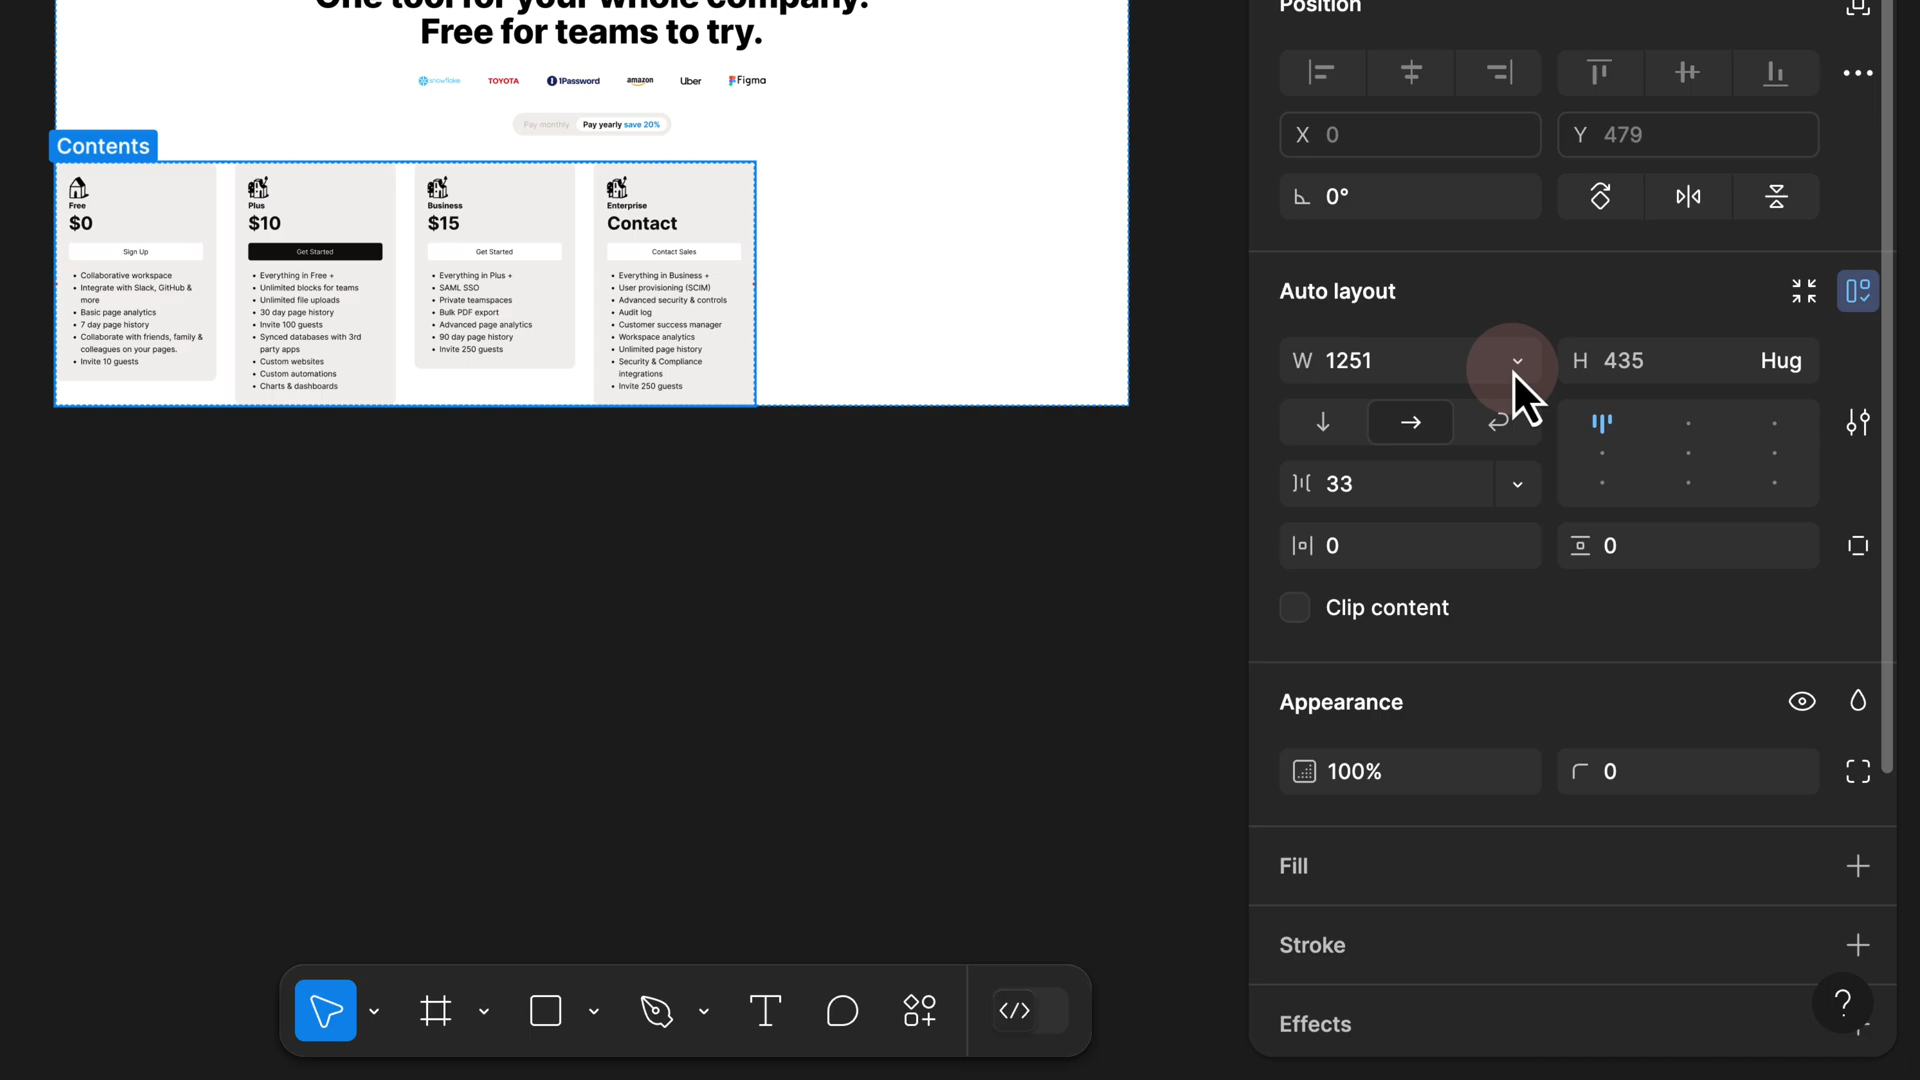 One tool for your whole company.
Free for teams to try.
snowflake TOYOTA 1Password amazon Uber Figma
Pay monthly Pay yearly save 20%
Contents
Free
$0
Sign Up
• Collaborative workspace
• Integrate with Slack, GitHub &
more
• Basic page analytics
• 7 day page history
• Collaborate with friends, family &
colleagues on your pages.
• Invite 10 guests
Plus
$10
Get Started
• Everything in Free +
• Unlimited blocks for teams
• Unlimited file uploads
• 30 day page history
• Invite 100 guests
• Synced databases with 3rd
party apps
• Custom websites
• Custom automations
• Charts & dashboards
Business
$15
Get Started
• Everything in Plus +
• SAML SSO
• Private teamspaces
• Bulk PDF export
• Advanced page analytics
• 90 day page history
• Invite 250 guests
Enterprise
Contact
Contact Sales
• Everything in Business +
• User provisioning (SCIM)
• Advanced security & controls
• Audit log
• Customer success manager
• Workspace analytics
• Unlimited page history
• Security & Compliance
integrations
• Invite 250 guests
Position
X 0 Y 479
0°
Auto layout
W 1251 H 435 Hug
33
0 0
Clip content
Appearance
100% 0
Fill
Stroke
Effects
?